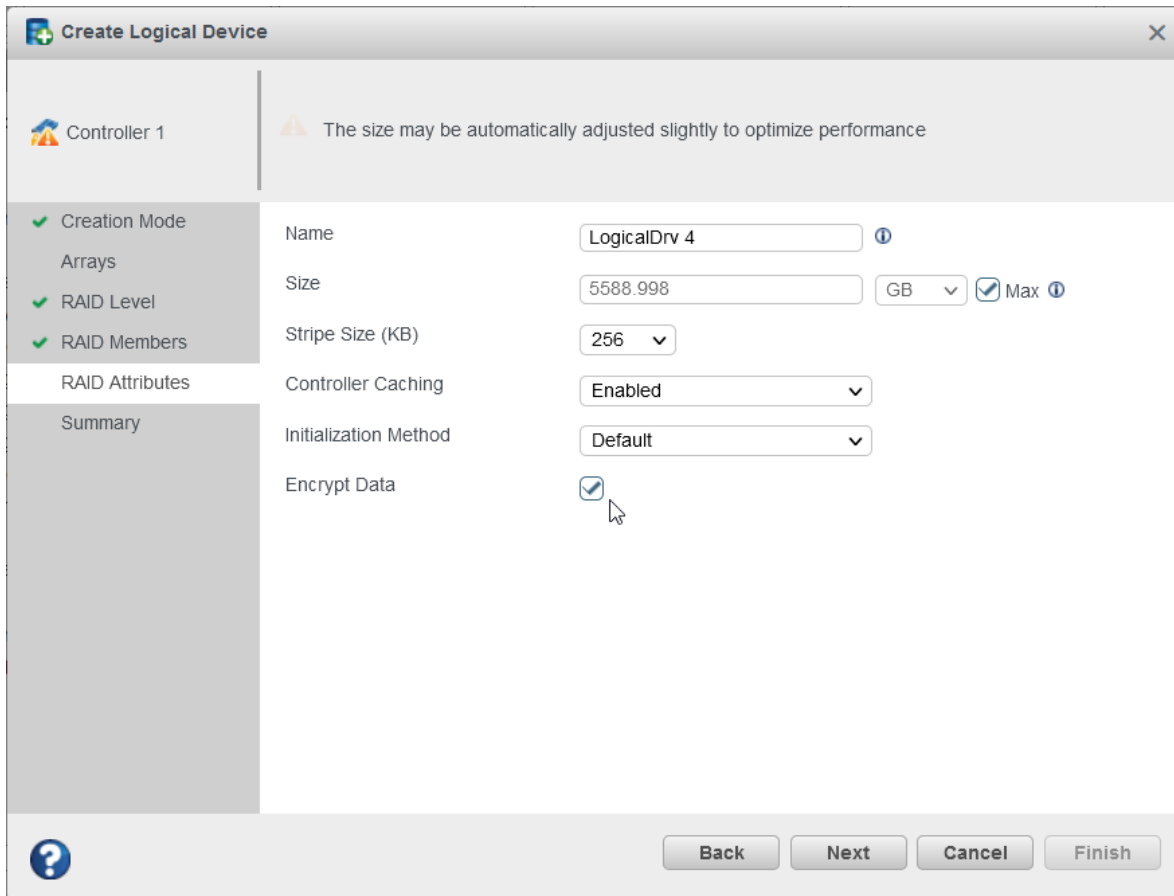 Create Logical Device
Controller 1
The size may be automatically adjusted slightly to optimize performance
Creation Mode
Arrays
RAID Level
RAID Members
RAID Attributes
Summary
Name LogicalDrv 4
Size 5588.998 GB Max
Stripe Size (KB) 256
Controller Caching Enabled
Initialization Method Default
Encrypt Data
Back Next Cancel Finish